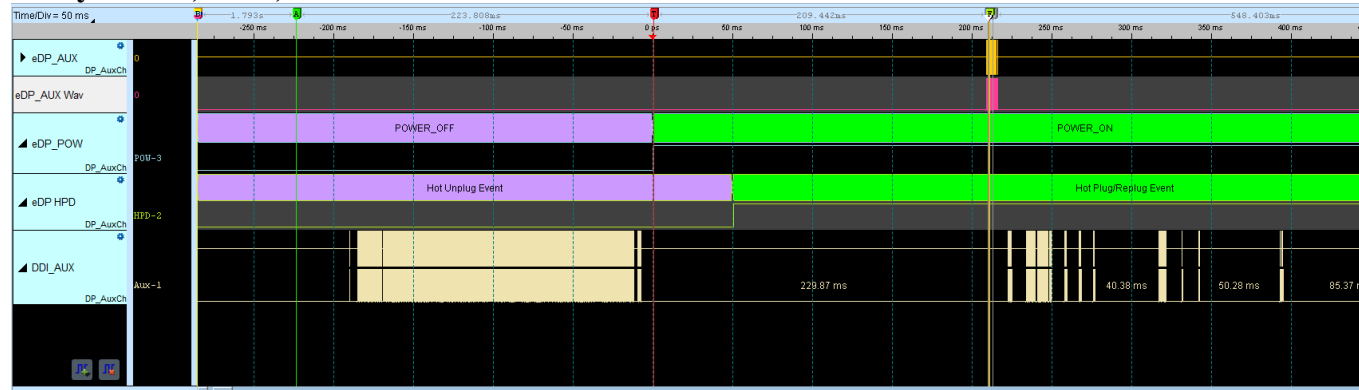 Time/Div= 50 ms
B 1.793s A 223.808ms T 209.442ms 548.403ms
-250 ms -200 ms -150 ms -100 ms -50 ms 0 ps 50 ms 100 ms 150 ms 200 ms 250 ms 300 ms 350 ms 400 ms
eDP_AUX 0
DP_AuxCh
eDP_AUX Wav 0
POWER_OFF POWER_ON
eDP_POW
POW-3
DP_AuxCh
Hot Unplug Event Hot Plug/Replug Event
eDP HPD
HPD-2
DP_AuxCh
DDI_AUX
Aux-1 229.87 ms 40.38 ms 50.28 ms 85.37
DP_AuxCh